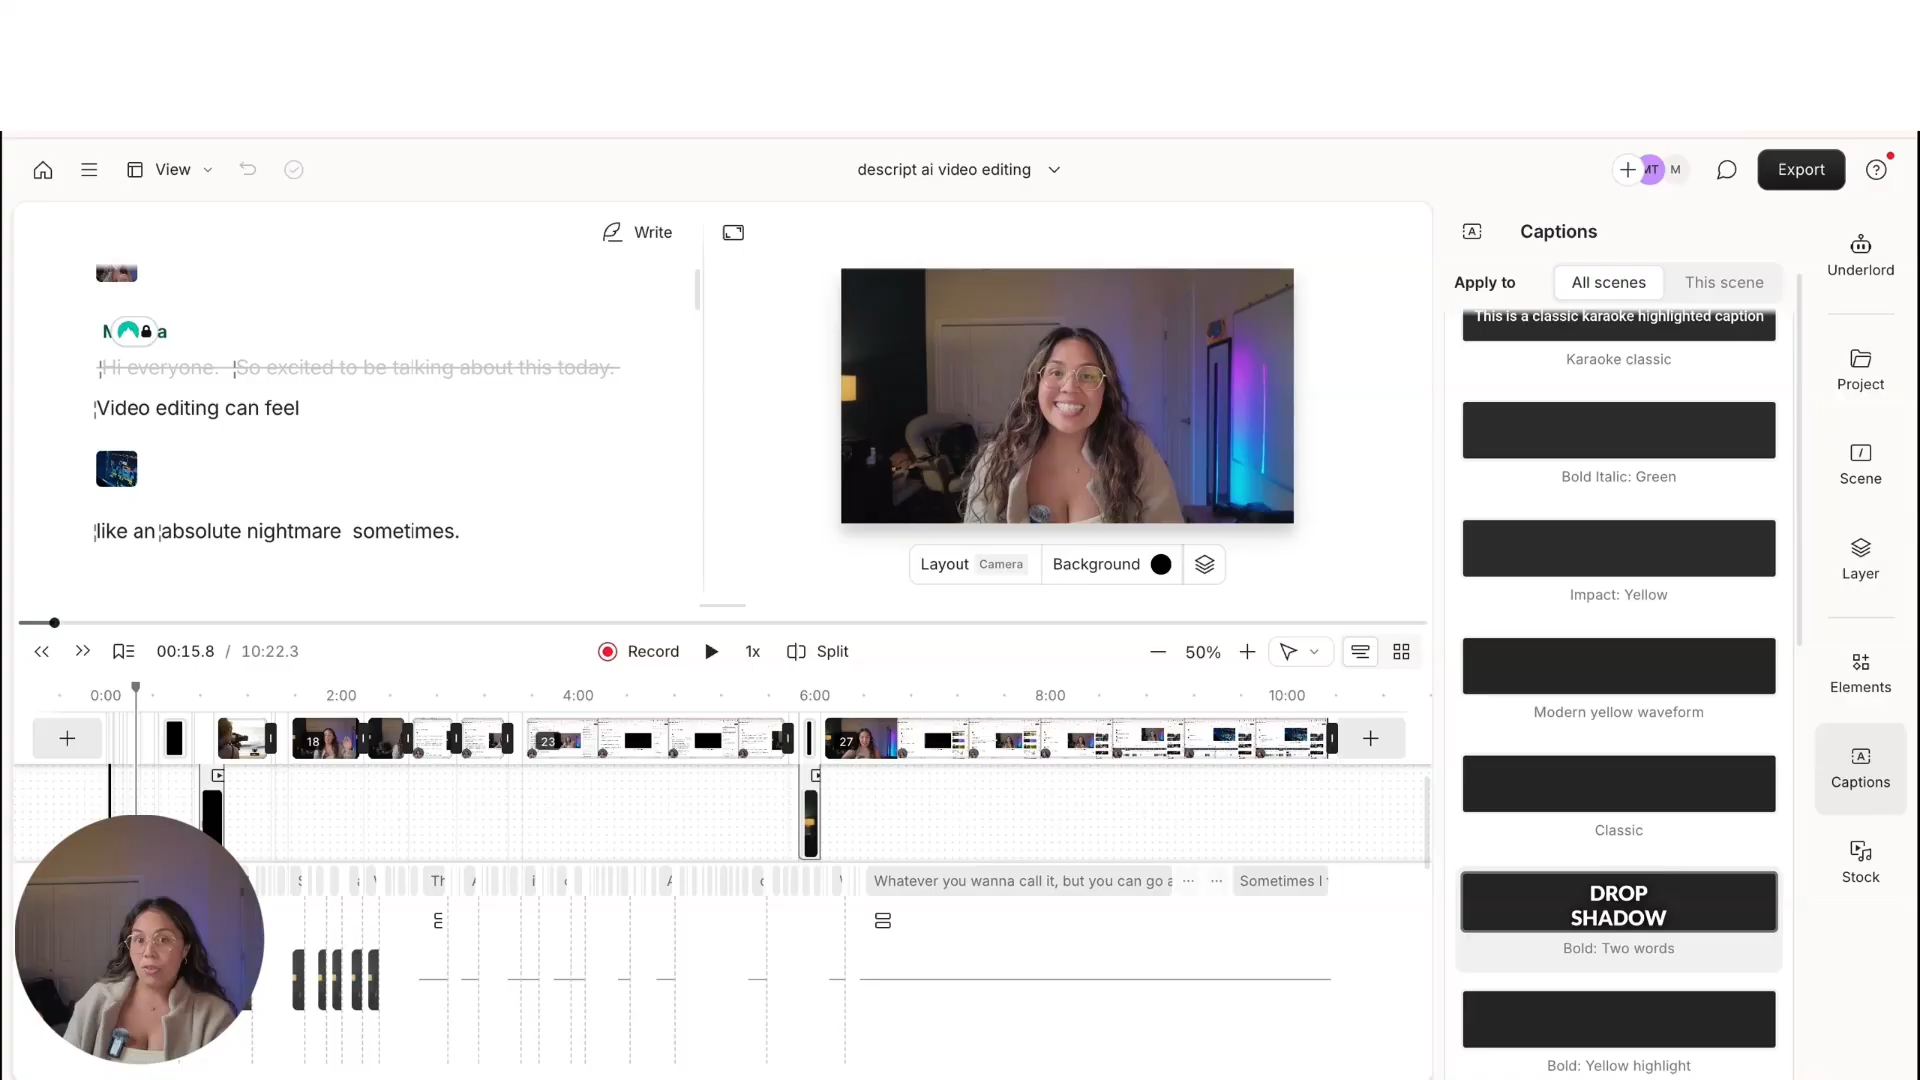 View
descript ai video editing
MT
M
Export
Write
Captions
Underlord
Apply to
All scenes
This scene
This is a classic karaoke highlighted caption
Karaoke classic
Hi everyone. So excited to be talking about this today.
Video editing can feel
like an absolute nightmare sometimes.
Project
Bold Italic: Green
Scene
Layout Camera
Background
Impact: Yellow
Layer
00:15.8 / 10:22.3
Record
1x
Split
50%
Elements
0:00
2:00
4:00
6:00
8:00
10:00
Modern yellow waveform
18
23
27
Captions
Classic
Stock
Whatever you wanna call it, but you can go a
Sometimes I
DROP
SHADOW
Bold: Two words
Bold: Yellow highlight